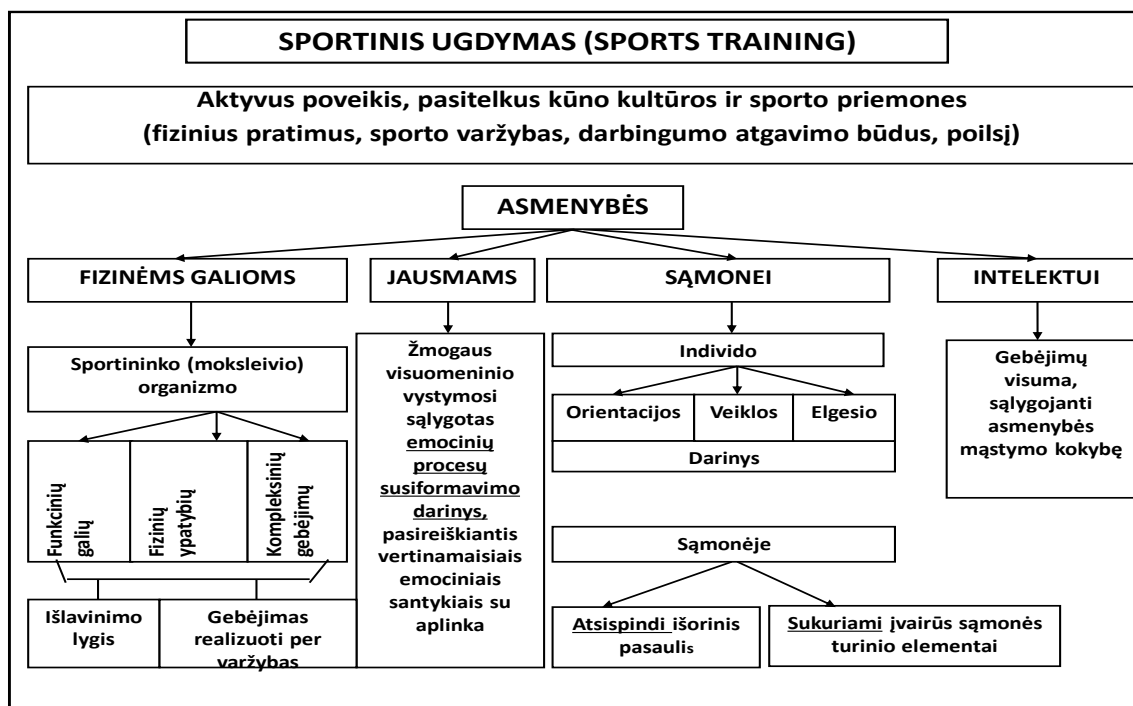 SPORTINIS UGDYMAS (SPORTS TRAINING)
Aktyvus poveikis, pasitelkus kūno kultūros ir sporto priemones
(fizinius pratimus, sporto varžybas, darbingumo atgavimo būdus, poilsį)
ASMENYBĖS
FIZINĖMS GALIOMS
JAUSMAMS
SĄMONEI
INTELEKTUI
Sportininko (moksleivio)
organizmo
Funkcinių
galių
Fizinių
ypatybių
Kompleksinių
gebėjimų
Išlavinimo
lygis
Gebėjimas
realizuoti per
varžybas
Žmogaus
visuomeninio
vystymosi
sąlygotas
emocinių
procesų
susiformavimo
darinys,
pasireiškiantis
vertinamaisiais
emociniais
santykiais su
aplinka
Individo
Orientacijos
Veiklos
Elgesio
Darinys
Sąmonėje
Atsispindi išorinis
pasaulis
Sukuriami įvairūs sąmonės
turinio elementai
Gebėjimų
visuma,
sąlygojanti
asmenybės
mąstymo kokybę